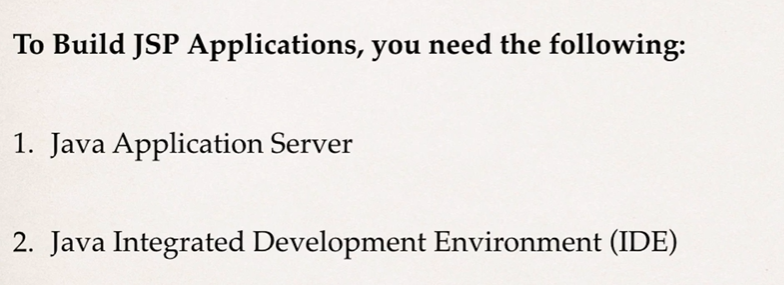 To Build JSP Applications, you need the following:
1. Java Application Server
2. Java Integrated Development Environment (IDE)